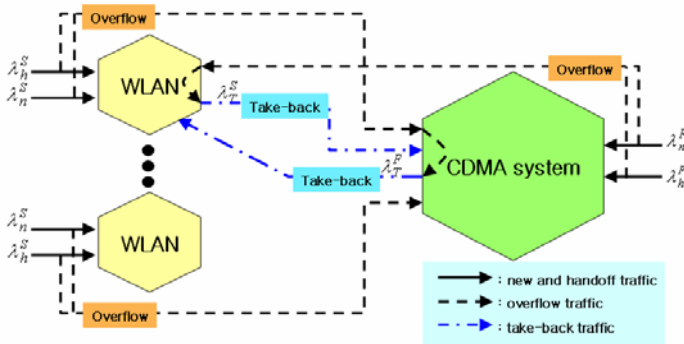 Overflow
λ_h^S
λ_n^S
WLAN
λ_T^S
Take-back
Overflow
λ_n^F
λ_h^F
CDMA system
λ_T^F
Take-back
λ_n^S
λ_h^S
WLAN
Overflow
: new and handoff traffic
: overflow traffic
: take-back traffic